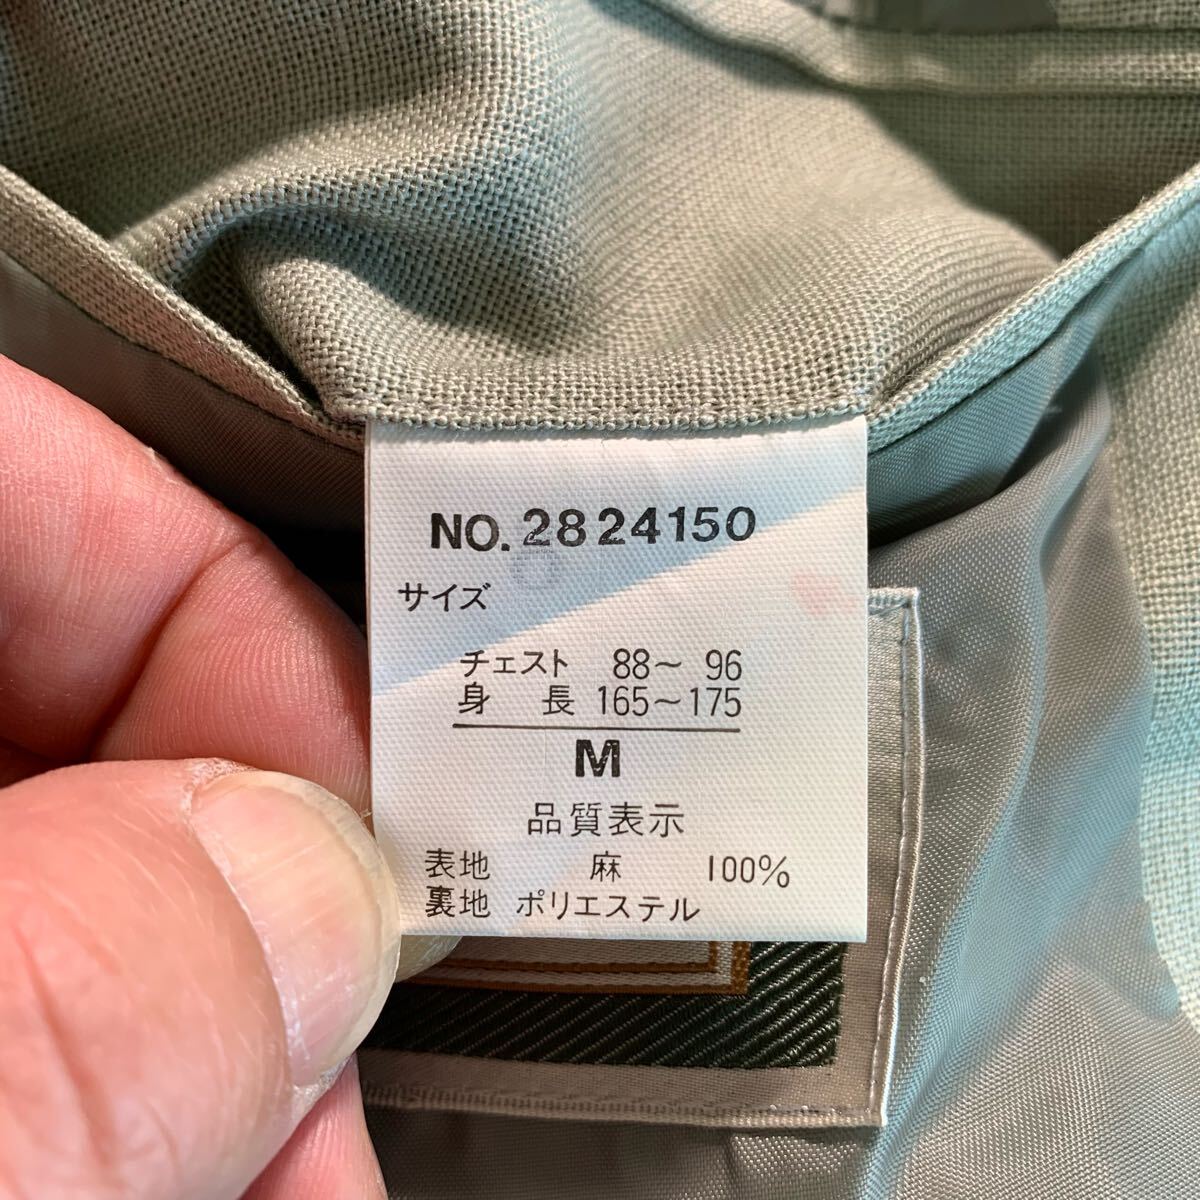 NO. 2824150
サイズ
チェスト 88～ 96
身 長 165～175
M
品質表示
表地 麻 100%
裏地 ポリエステル